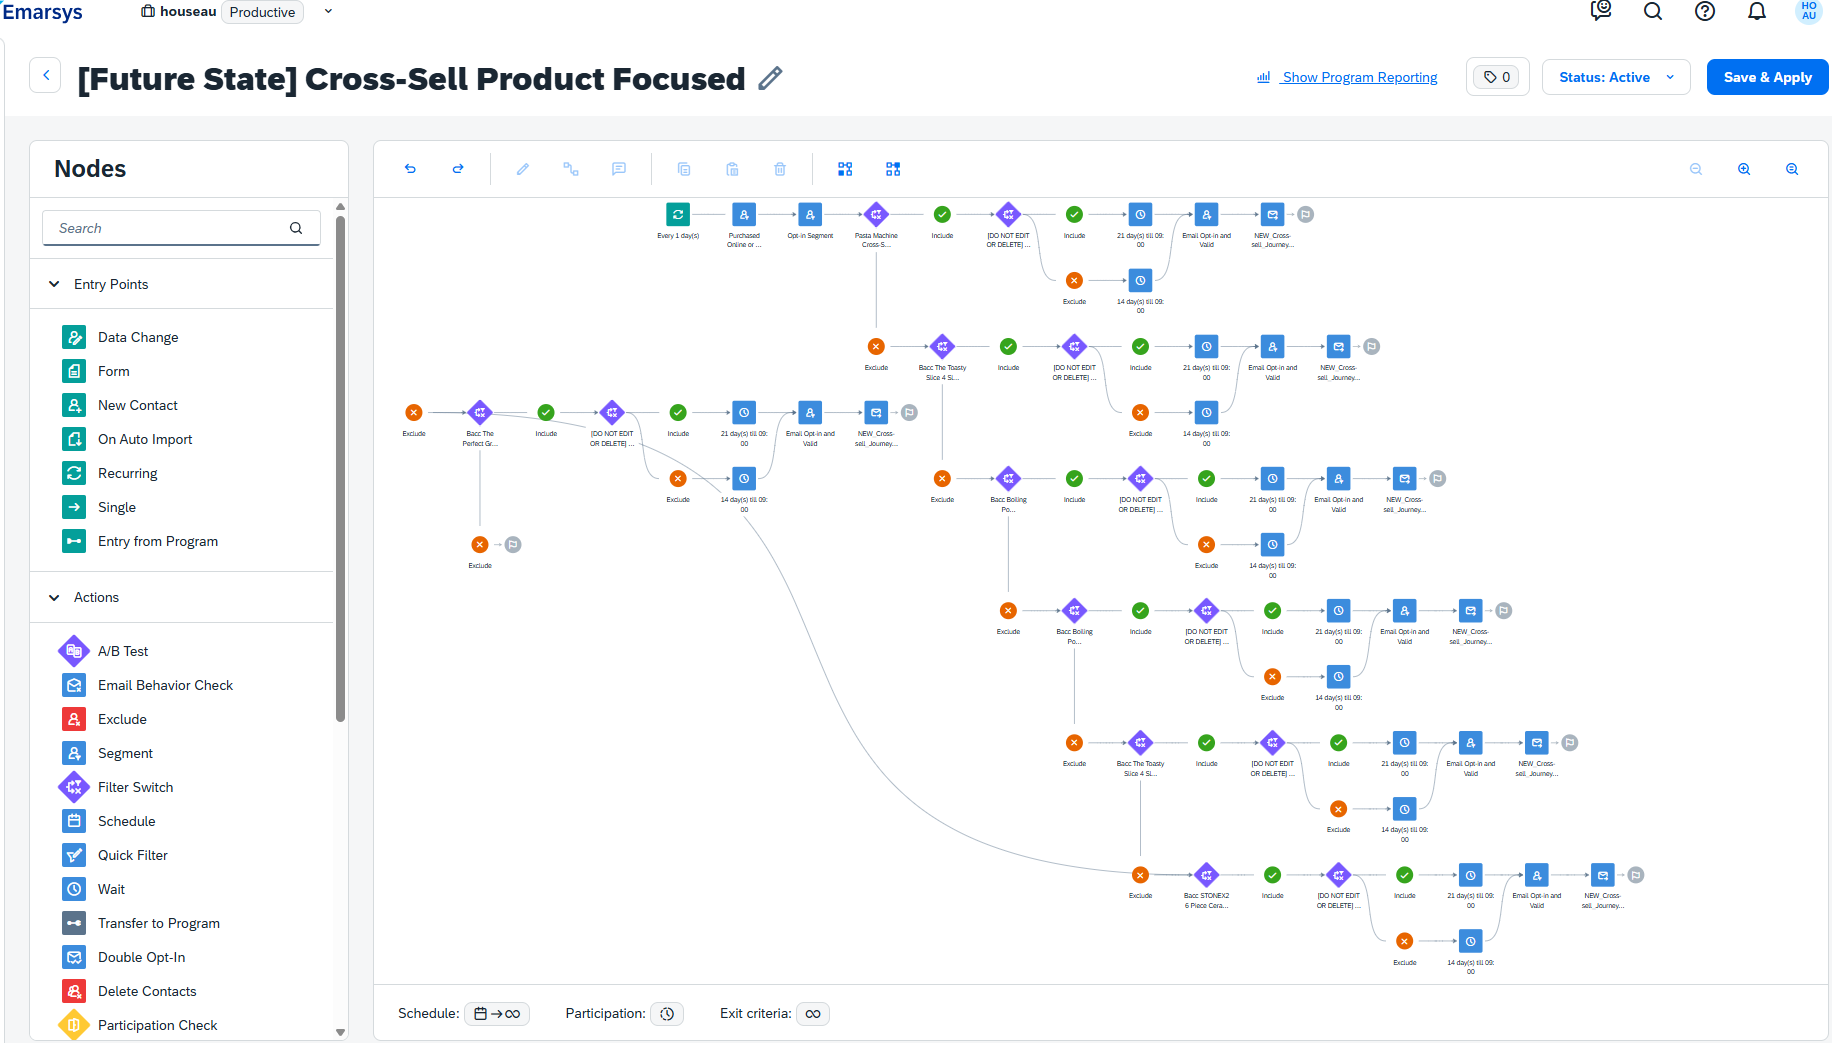 Emarsys
houseau
Productive
HO
AU
[Future State] Cross-Sell Product Focused
Show Program Reporting
0
Status: Active
Save & Apply
Nodes
Search
Entry Points
Data Change
Form
New Contact
On Auto Import
Recurring
Single
Entry from Program
Actions
A/B Test
Email Behavior Check
Exclude
Segment
Filter Switch
Schedule
Quick Filter
Wait
Transfer to Program
Double Opt-In
Delete Contacts
Participation Check
Every 1 day(s)
Purchased
Online or ...
Opt-in Segment
Pasta Machine
Cross-S...
Include
[DO NOT EDIT
OR DELETE] ...
Include
21 day(s) till 09:
00
Email Opt-in and
Valid
NEW_Cross-
sell_Journey...
Exclude
14 day(s) till 09:
00
Exclude
Bacc The Toasty
Slice 4 Sl...
Include
[DO NOT EDIT
OR DELETE] ...
Include
21 day(s) till 09:
00
Email Opt-in and
Valid
NEW_Cross-
sell_Journey...
Exclude
14 day(s) till 09:
00
Exclude
Bacc The
Perfect Gr...
Include
[DO NOT EDIT
OR DELETE] ...
Include
21 day(s) till 09:
00
Email Opt-in and
Valid
NEW_Cross-
sell_Journey...
Exclude
14 day(s) till 09:
00
Exclude
Exclude
Bacc Boiling
Po...
Include
[DO NOT EDIT
OR DELETE] ...
Include
21 day(s) till 09:
00
Email Opt-in and
Valid
NEW_Cross-
sell_Journey...
Exclude
14 day(s) till 09:
00
Exclude
Bacc Boiling
Po...
Include
[DO NOT EDIT
OR DELETE] ...
Include
21 day(s) till 09:
00
Email Opt-in and
Valid
NEW_Cross-
sell_Journey...
Exclude
14 day(s) till 09:
00
Exclude
Bacc The Toasty
Slice 4 Sl...
Include
[DO NOT EDIT
OR DELETE] ...
Include
21 day(s) till 09:
00
Email Opt-in and
Valid
NEW_Cross-
sell_Journey...
Exclude
14 day(s) till 09:
00
Exclude
Bacc STONEX2
6 Piece Cera...
Include
[DO NOT EDIT
OR DELETE] ...
Include
21 day(s) till 09:
00
Email Opt-in and
Valid
NEW_Cross-
sell_Journey...
Exclude
14 day(s) till 09:
00
Schedule:
Participation:
Exit criteria: